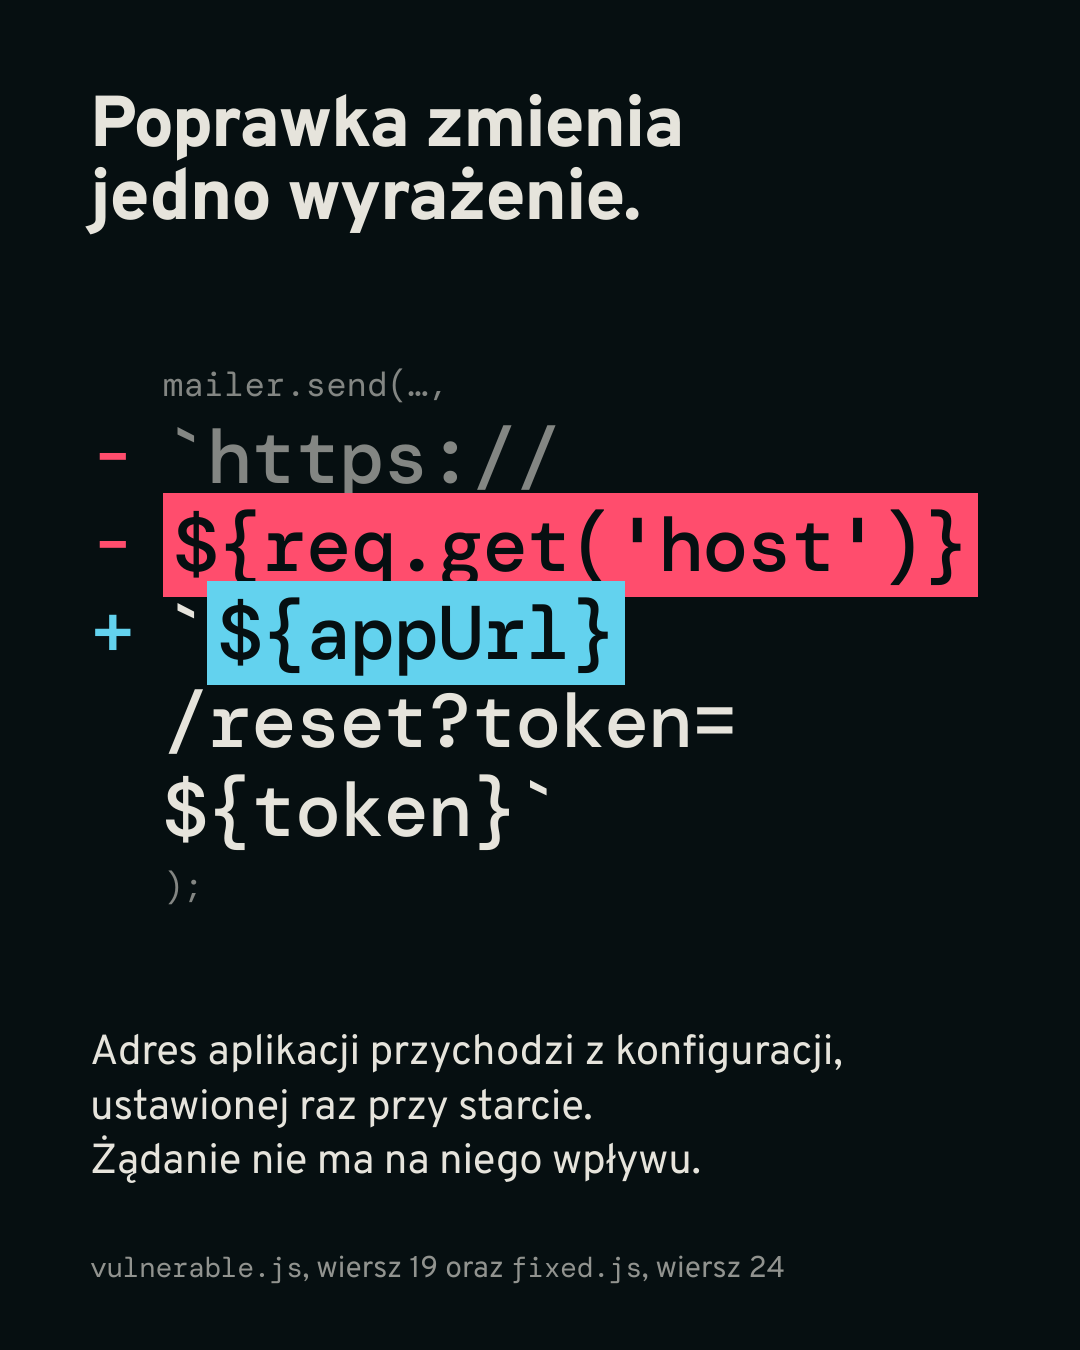 Poprawka zmienia
jedno wyrażenie.
mailer.send(…,
- `https://
- ${req.get('host')}
+ `${appUrl}
/reset?token=
${token}`
);
Adres aplikacji przychodzi z konfiguracji,
ustawionej raz przy starcie.
Żądanie nie ma na niego wpływu.
vulnerable.js, wiersz 19 oraz fixed.js, wiersz 24